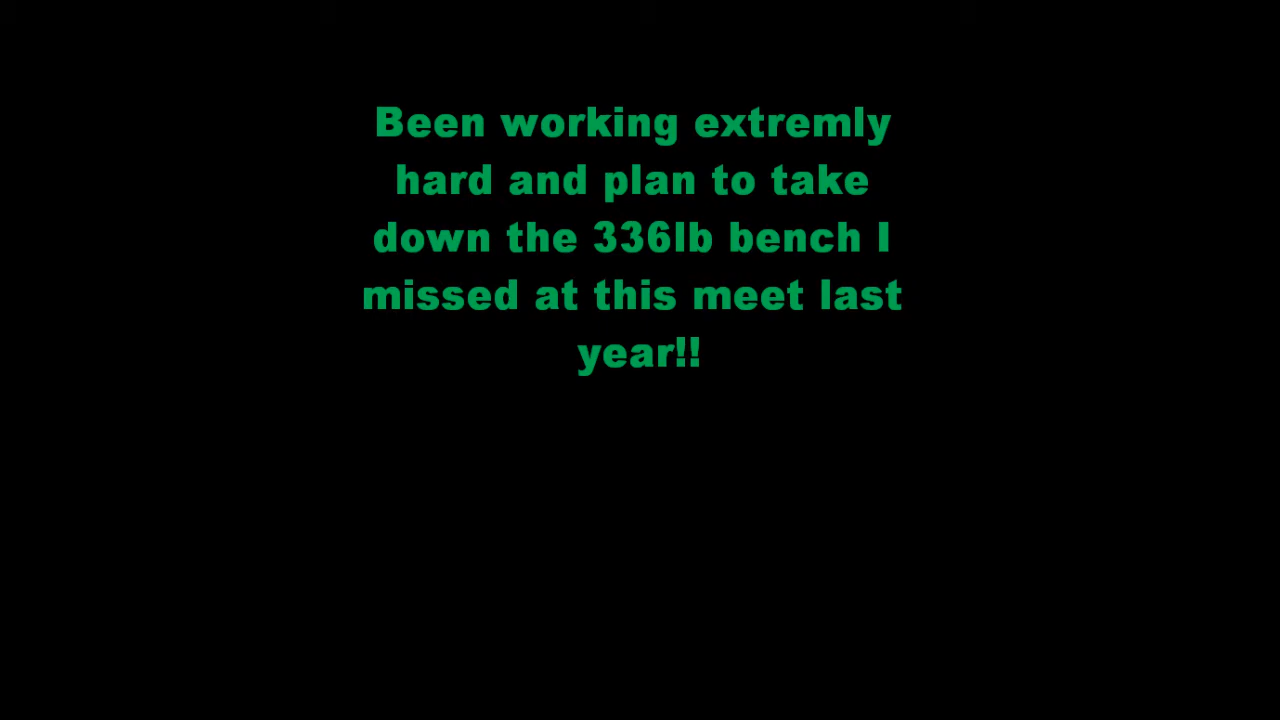 Been working extremly
hard and plan to take
down the 336lb bench I
missed at this meet last
year!!